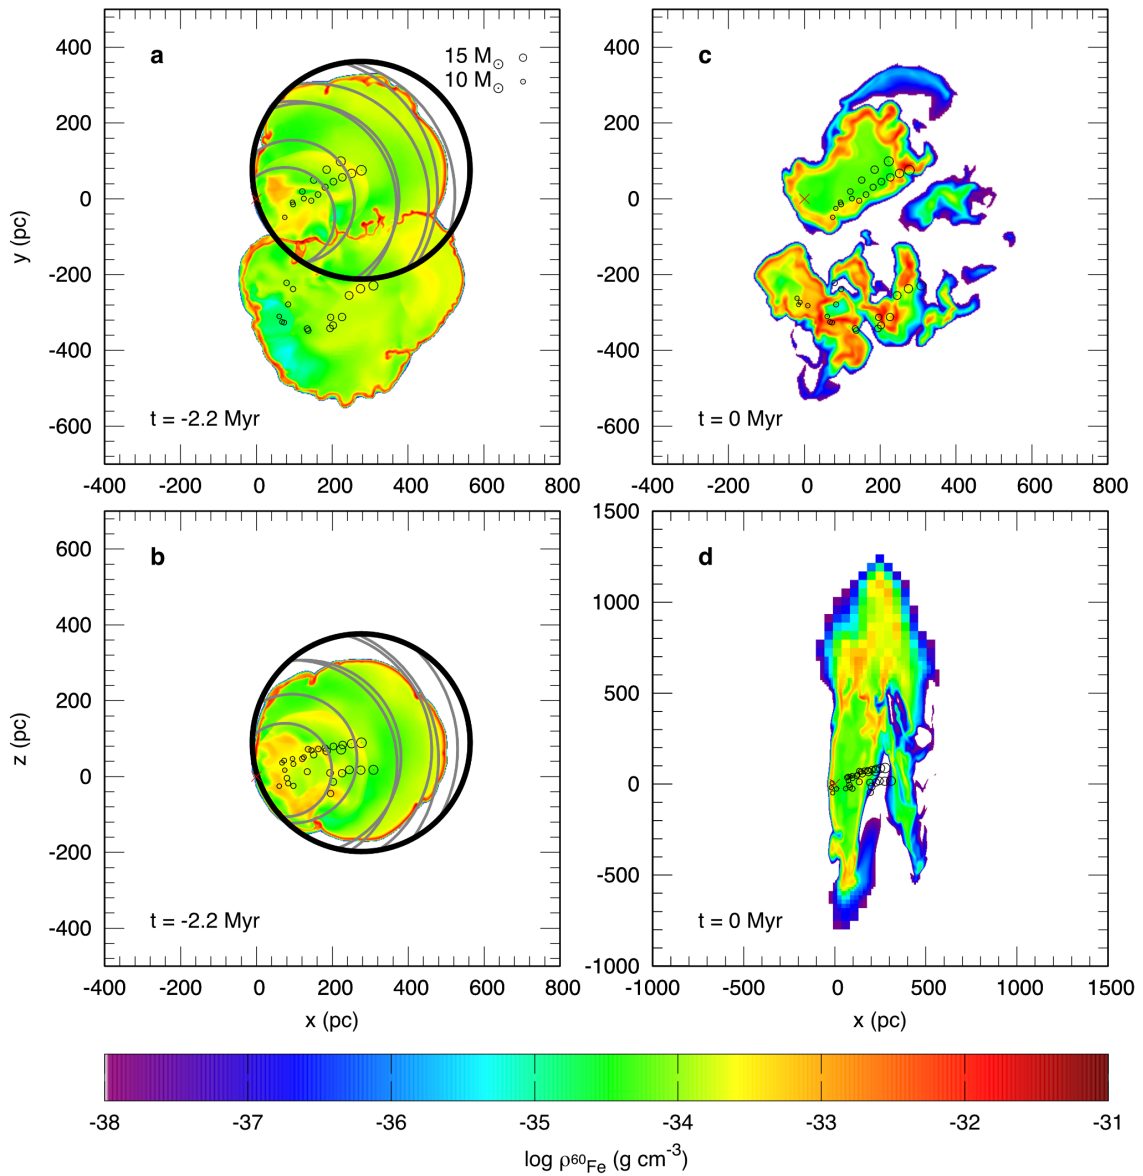 a
15 M⊙
10 M⊙
400
200
0
-200
-400
-600
y (pc)
t = -2.2 Myr
-400 -200 0 200 400 600 800
c
400
200
0
-200
-400
-600
t = 0 Myr
-400 -200 0 200 400 600 800
b
600
400
200
0
-200
-400
z (pc)
t = -2.2 Myr
-400 -200 0 200 400 600 800
x (pc)
d
1500
1000
500
0
-500
-1000
t = 0 Myr
-1000 -500 0 500 1000 1500
x (pc)
-38 -37 -36 -35 -34 -33 -32 -31
log ρ⁶⁰Fe (g cm⁻³)